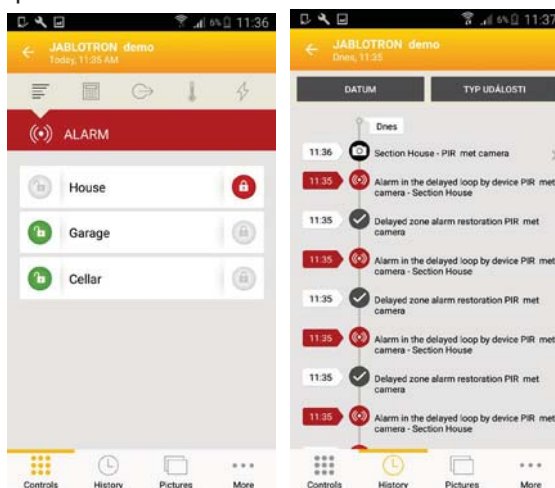 6% 11:36
JABLOTRON demo
Today, 11:35 AM
ALARM
House
Garage
Cellar
Controls History Pictures More
6% 11:37
JABLOTRON demo
Dnes, 11:35
DATUM TYP UDÁLOSTI
Dnes
11:36 Section House - PIR met camera
11:35 Alarm in the delayed loop by device PIR met
camera - Section House
11:35 Delayed zone alarm restoration PIR met
camera
11:35 Alarm in the delayed loop by device PIR met
camera - Section House
11:35 Delayed zone alarm restoration PIR met
camera
11:35 Alarm in the delayed loop by device PIR met
camera - Section House
11:35 Delayed zone alarm restoration PIR met
camera
11:35 Alarm in the delayed loop by device PIR met
camera - Section House
Controls History Pictures More